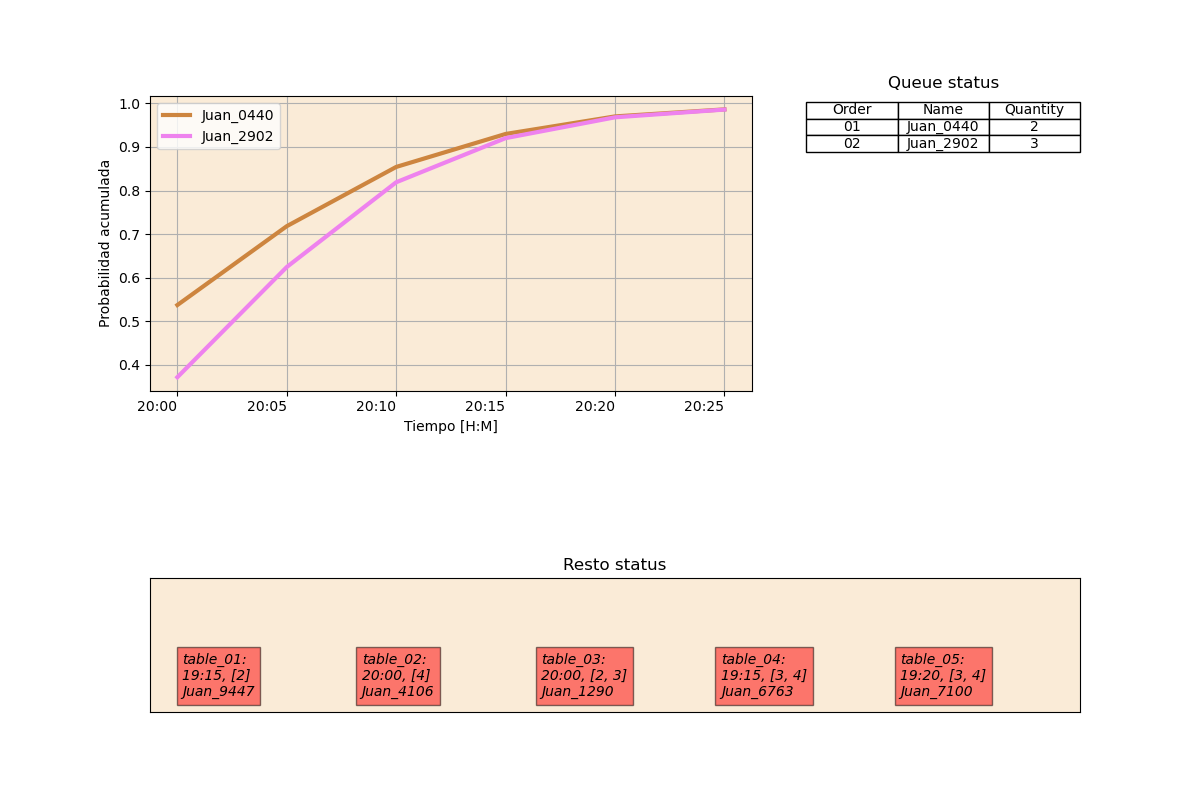 Queue status
Order Name Quantity
01 Juan_0440 2
02 Juan_2902 3
Juan_0440
Juan_2902
Probabilidad acumulada
1.0
0.9
0.8
0.7
0.6
0.5
0.4
20:00 20:05 20:10 20:15 20:20 20:25
Tiempo [H:M]
Resto status
table_01:
19:15, [2]
Juan_9447
table_02:
20:00, [4]
Juan_4106
table_03:
20:00, [2, 3]
Juan_1290
table_04:
19:15, [3, 4]
Juan_6763
table_05:
19:20, [3, 4]
Juan_7100